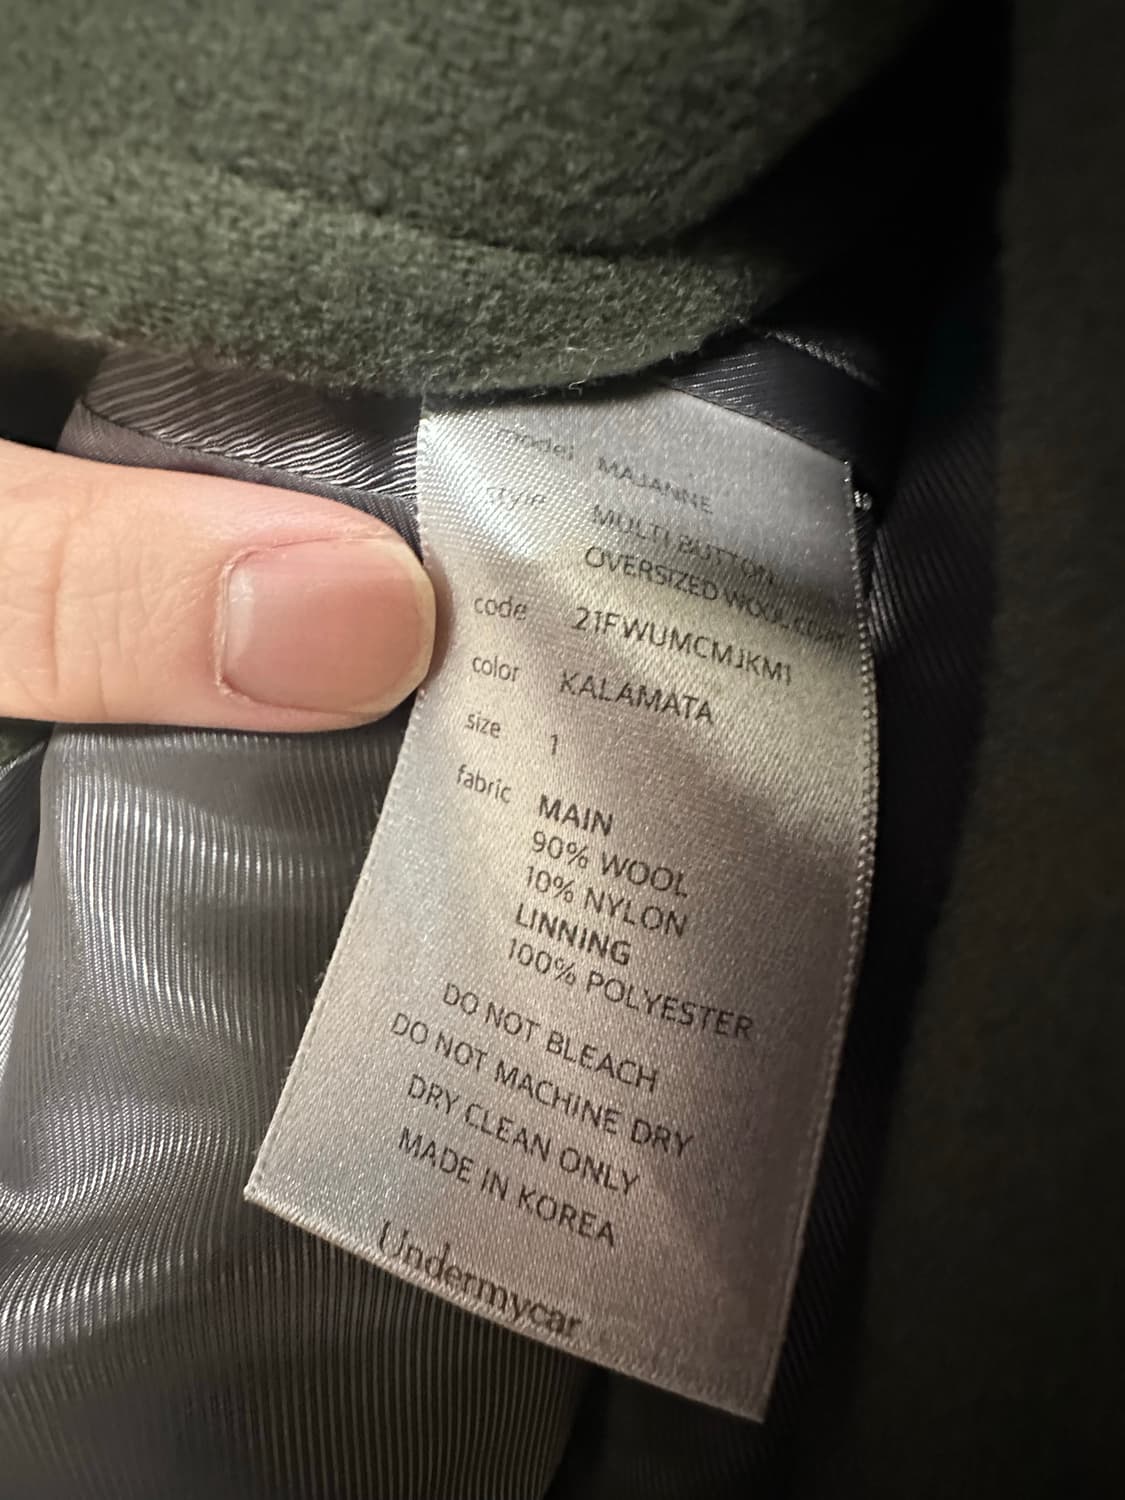 model MAJANNE
style MULTI BUTTON
OVERSIZED WOOL COAT
code 21FWUMCMJKM1
color KALAMATA
size 1
fabric MAIN
90% WOOL
10% NYLON
LINNING
100% POLYESTER
DO NOT BLEACH
DO NOT MACHINE DRY
DRY CLEAN ONLY
MADE IN KOREA
Undermycar